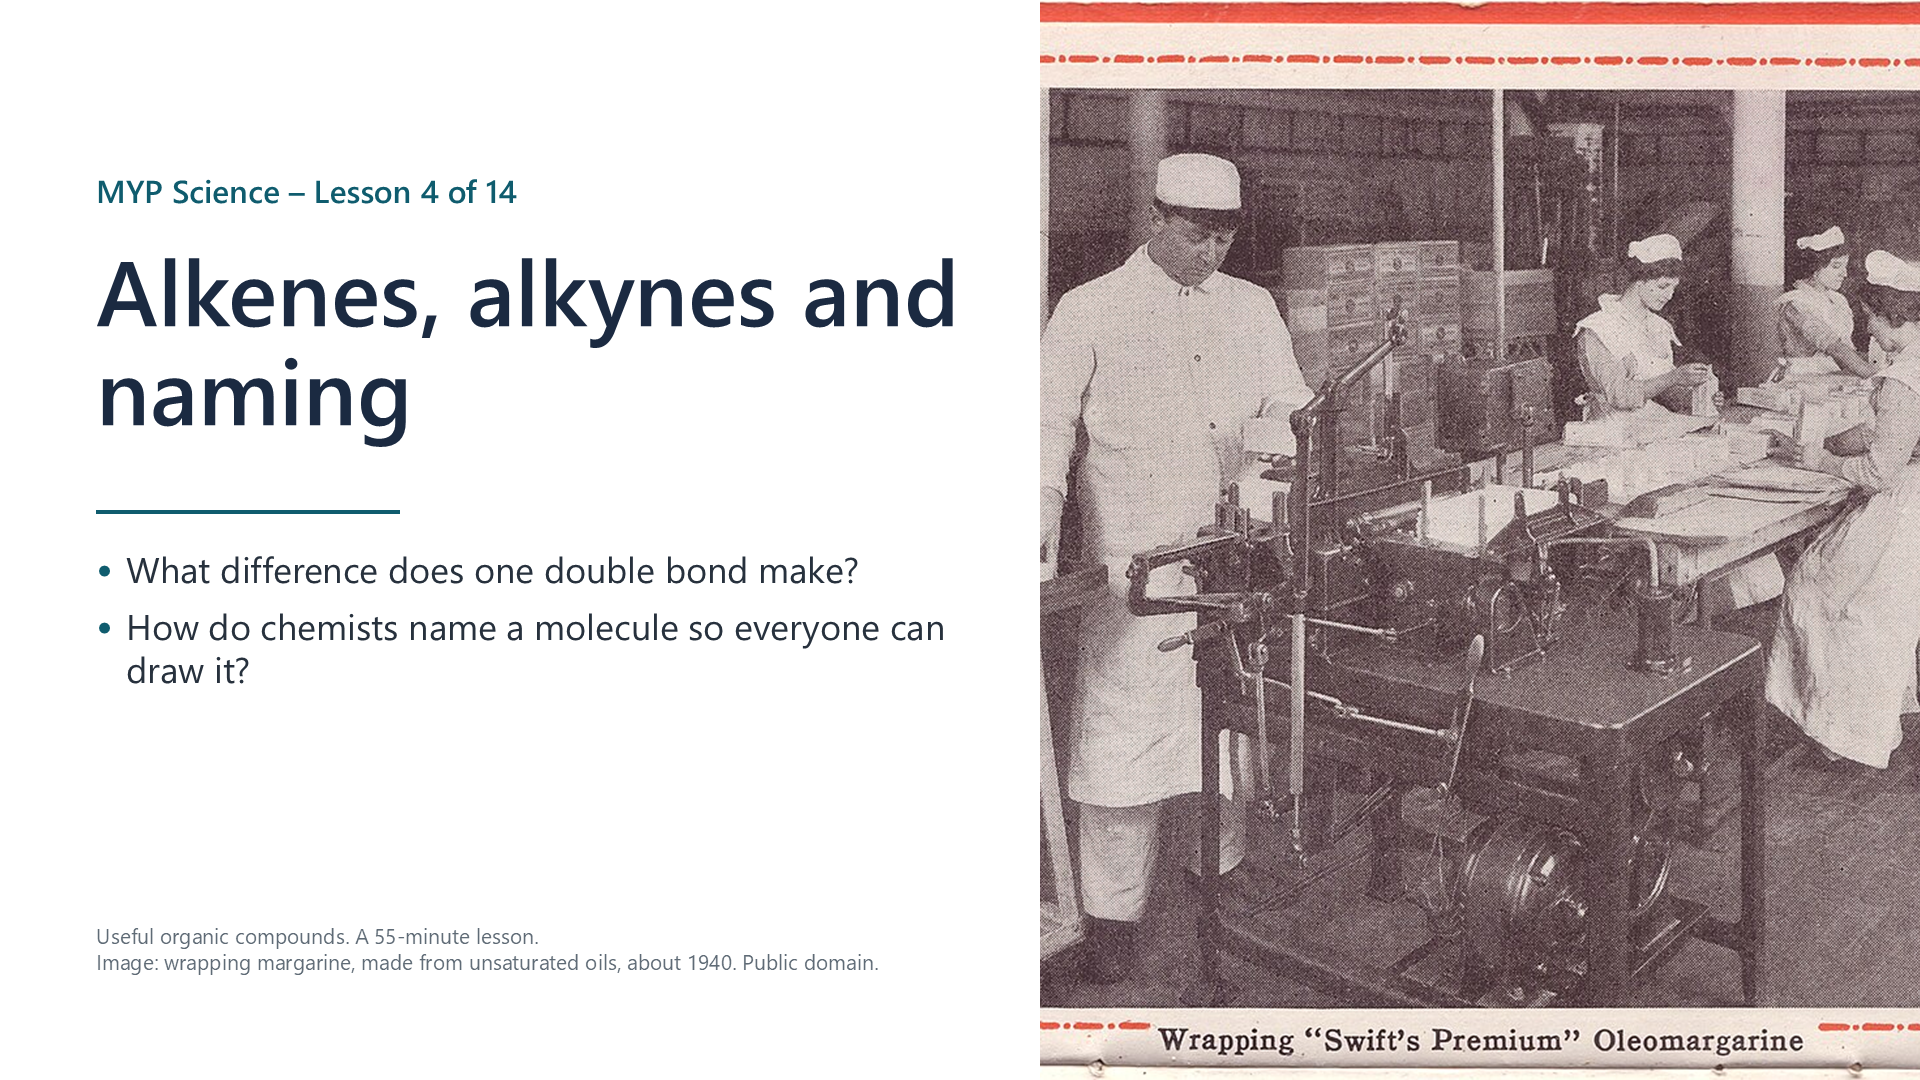 MYP Science – Lesson 4 of 14
Alkenes, alkynes and
naming
• What difference does one double bond make?
• How do chemists name a molecule so everyone can
draw it?
Useful organic compounds. A 55-minute lesson.
Image: wrapping margarine, made from unsaturated oils, about 1940. Public domain.
Wrapping “Swift’s Premium” Oleomargarine